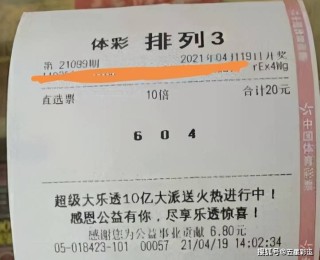 体彩 排列3
第 21099期 2021年04月19日开奖
rEx4Wg
直选票 10倍 合计20元
6 0 4
超级大乐透10亿大派送火热进行中！
感恩公益有你，尽享乐透惊喜！
感谢您为公益事业贡献 6.80元
05-018423-101 00057 21/04/19 14:02:34
中国体育彩票
搜狐号@五星彩迅